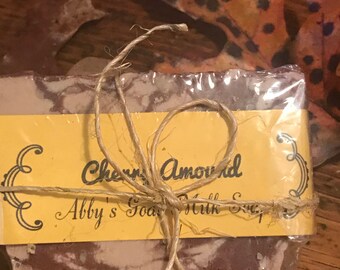 Cherry Amound
Abby's Goat Milk Soap